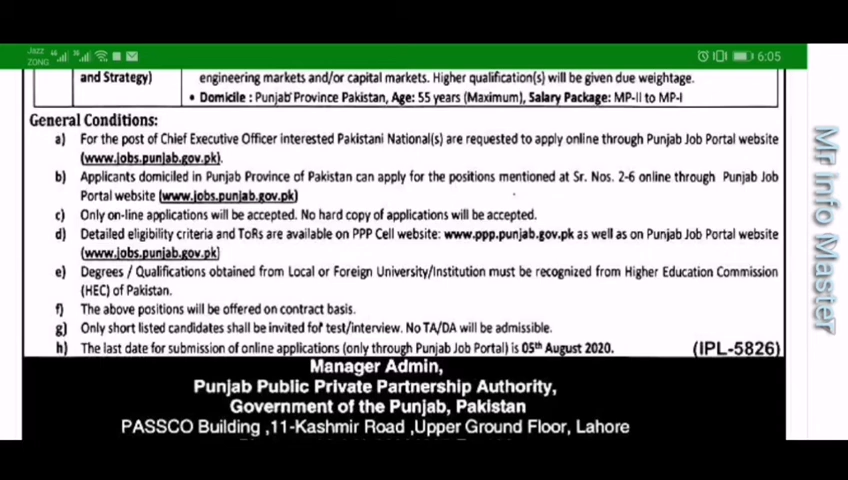 Jazz
ZONG
6:05
and Strategy)
engineering markets and/or capital markets. Higher qualification(s) will be given due weightage.
• Domicile: Punjab Province Pakistan, Age: 55 years (Maximum), Salary Package: MP-II to MP-I
General Conditions:
a) For the post of Chief Executive Officer interested Pakistani National(s) are requested to apply online through Punjab Job Portal website
(www.jobs.punjab.gov.pk).
b) Applicants domiciled in Punjab Province of Pakistan can apply for the positions mentioned at Sr. Nos. 2-6 online through Punjab Job
Portal website (www.jobs.punjab.gov.pk)
c) Only on-line applications will be accepted. No hard copy of applications will be accepted.
d) Detailed eligibility criteria and ToRs are available on PPP Cell website: www.ppp.punjab.gov.pk as well as on Punjab Job Portal website
(www.jobs.punjab.gov.pk)
e) Degrees / Qualifications obtained from Local or Foreign University/Institution must be recognized from Higher Education Commission
(HEC) of Pakistan.
f) The above positions will be offered on contract basis.
g) Only short listed candidates shall be invited for test/interview. No TA/DA will be admissible.
h) The last date for submission of online applications (only through Punjab Job Portal) is 05th August 2020.
(IPL-5826)
Manager Admin,
Punjab Public Private Partnership Authority,
Government of the Punjab, Pakistan
PASSCO Building ,11-Kashmir Road ,Upper Ground Floor, Lahore
Mr Info Master